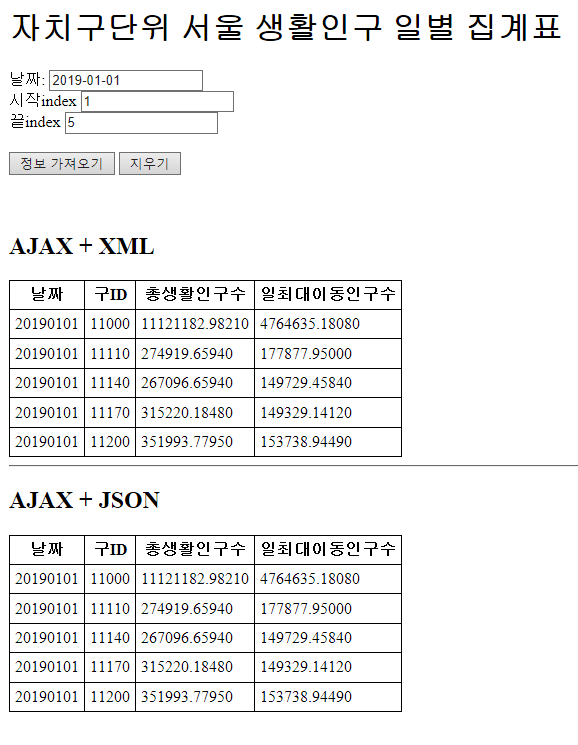 자치구단위 서울 생활인구 일별 집계표
날짜: 2019-01-01
시작index 1
끝index 5
정보 가져오기 지우기
AJAX + XML
날짜 구ID 총생활인구수 일최대이동인구수
20190101 11000 11121182.98210 4764635.18080
20190101 11110 274919.65940 177877.95000
20190101 11140 267096.65940 149729.45840
20190101 11170 315220.18480 149329.14120
20190101 11200 351993.77950 153738.94490
AJAX + JSON
날짜 구ID 총생활인구수 일최대이동인구수
20190101 11000 11121182.98210 4764635.18080
20190101 11110 274919.65940 177877.95000
20190101 11140 267096.65940 149729.45840
20190101 11170 315220.18480 149329.14120
20190101 11200 351993.77950 153738.94490